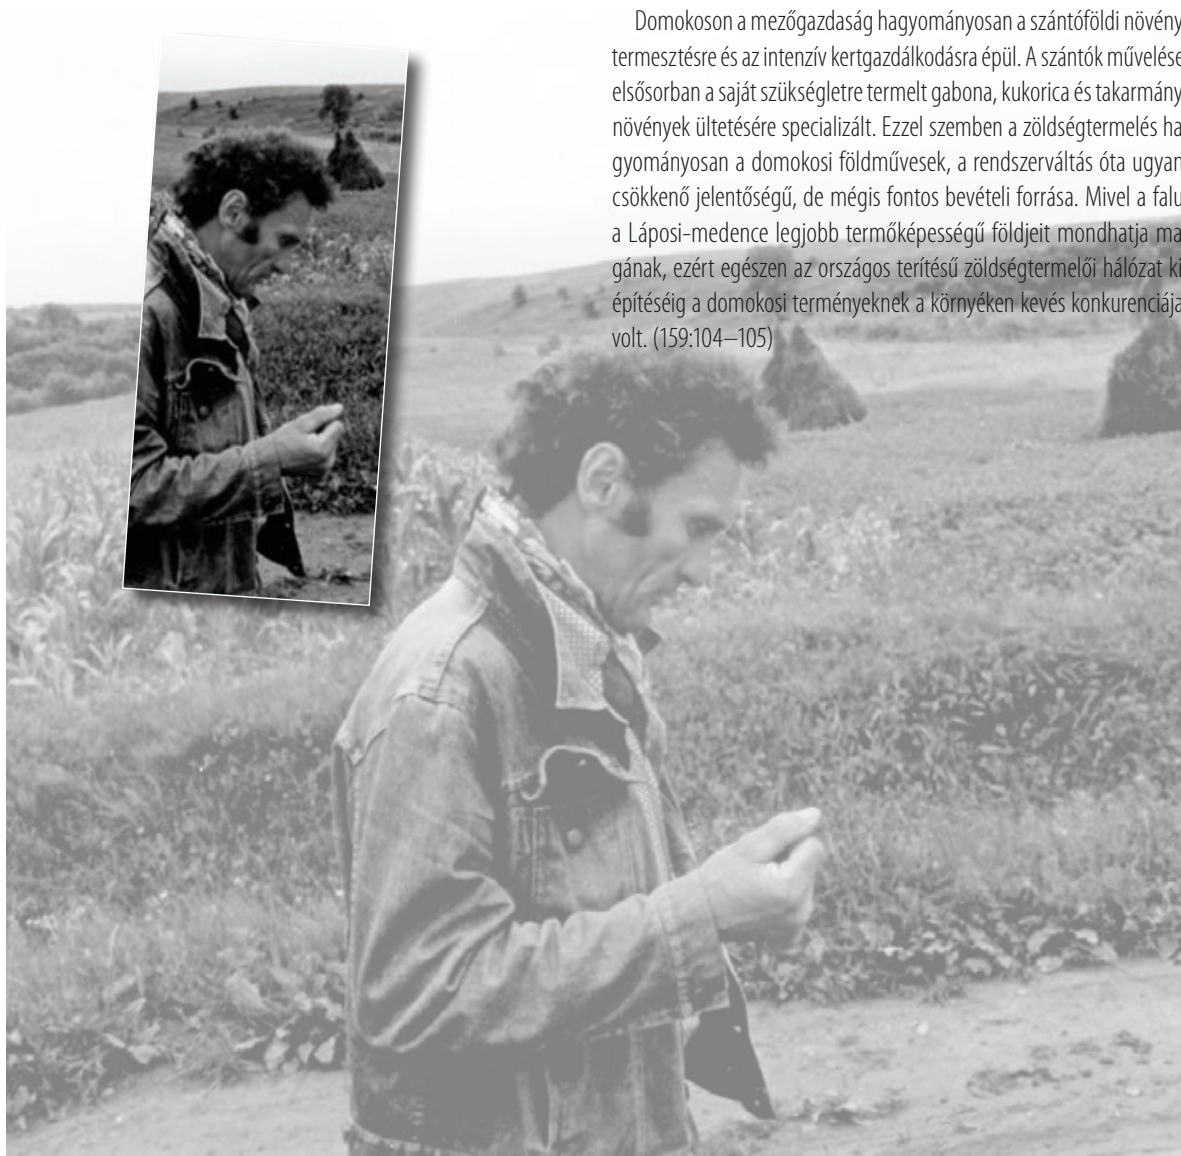 Domokoson a mezőgazdaság hagyományosan a szántóföldi növény
termesztésre és az intenzív kertgazdálkodásra épül. A szántók művelése
elsősorban a saját szükségletre termelt gabona, kukorica és takarmány
növények ültetésére specializált. Ezzel szemben a zöldségtermelés ha
gyományosan a domokosi földművesek, a rendszerváltás óta ugyan
csökkenő jelentőségű, de mégis fontos bevételi forrása. Mivel a falu
a Láposi-medence legjobb termőképességű földjeit mondhatja ma
gának, ezért egészen az országos terítésű zöldségtermelői hálózat ki
építéséig a domokosi terményeknek a környéken kevés konkurenciája
volt. (159:104–105)